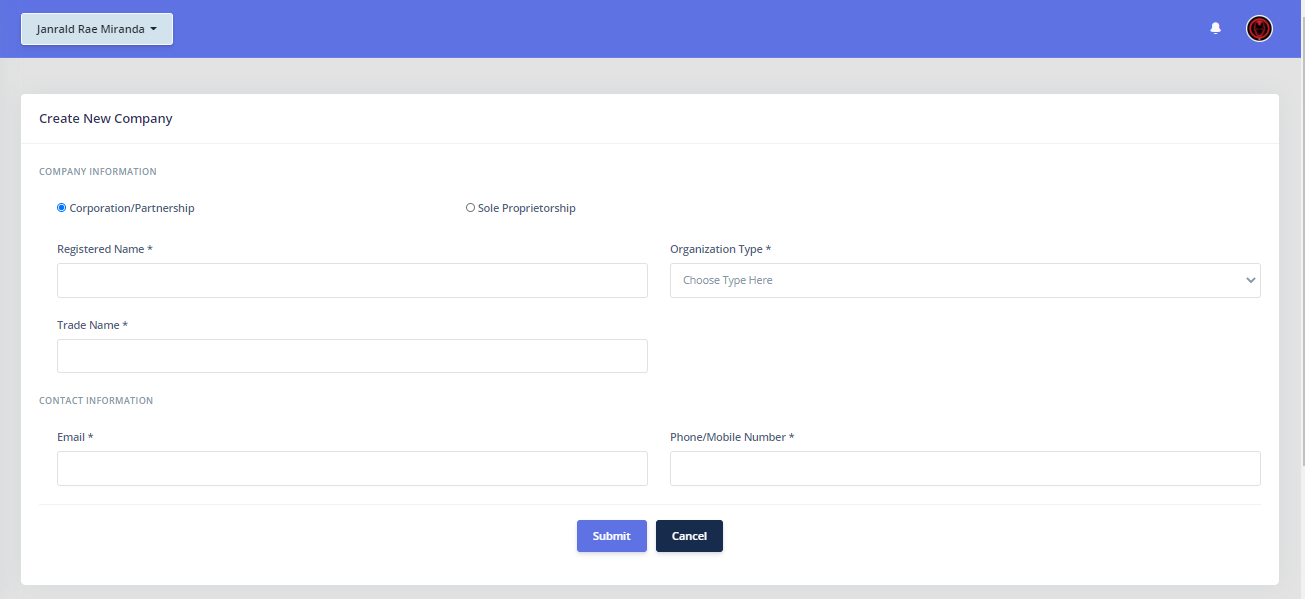 Janrald Rae Miranda
Create New Company
COMPANY INFORMATION
Corporation/Partnership Sole Proprietorship
Registered Name * Organization Type *
Choose Type Here
Trade Name *
CONTACT INFORMATION
Email * Phone/Mobile Number *
Submit Cancel